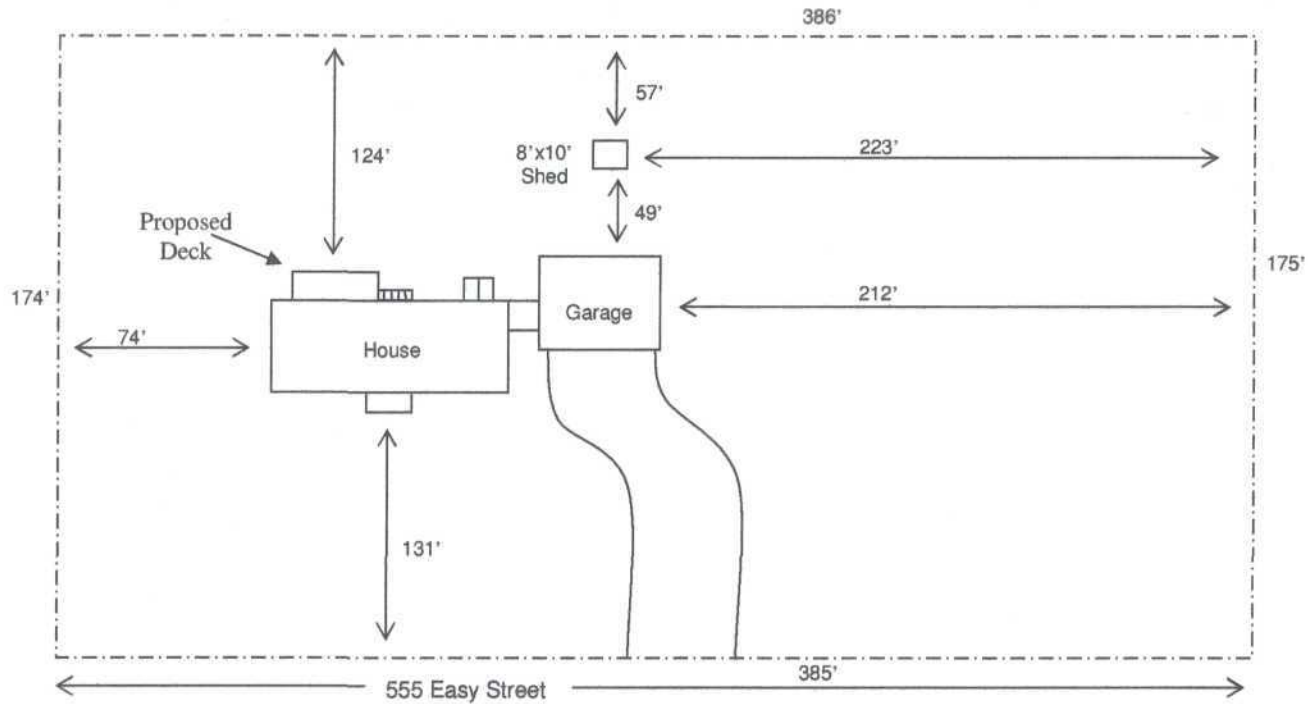 386'
57'
124'
8'x10'
Shed
223'
49'
Proposed
Deck
174'
175'
Garage
212'
74'
House
131'
385'
555 Easy Street